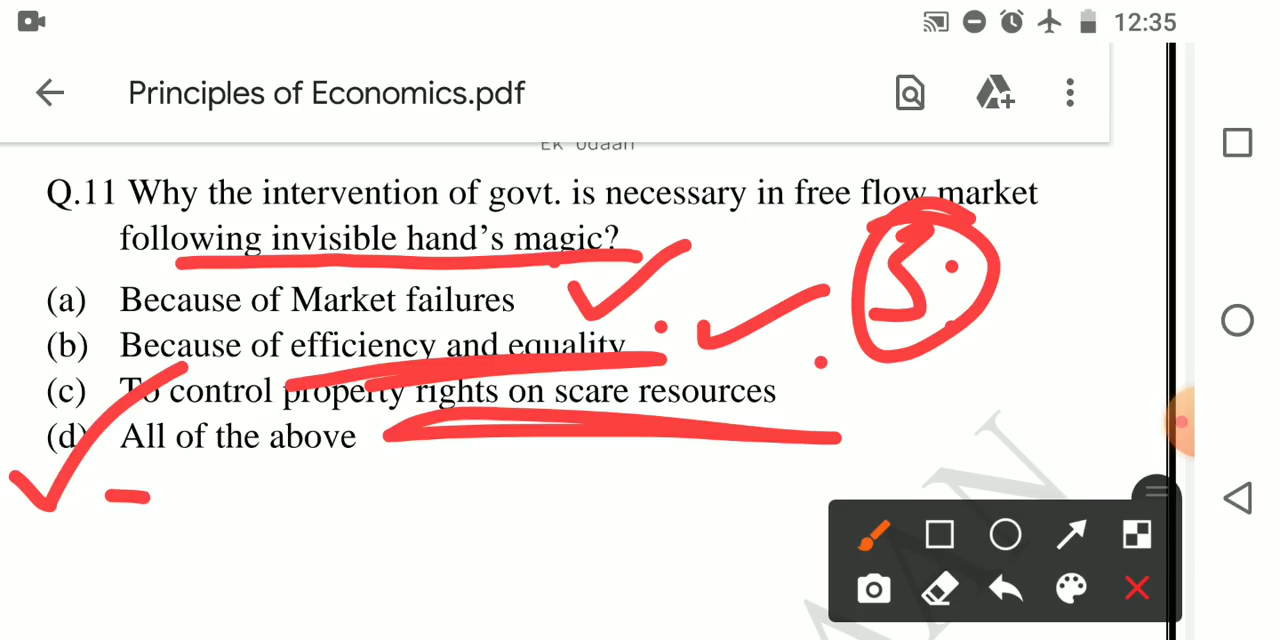 12:35
Principles of Economics.pdf
Ek Udaan
Q.11 Why the intervention of govt. is necessary in free flow market
following invisible hand's magic?
(a) Because of Market failures
(b) Because of efficiency and equality
(c) To control property rights on scare resources
(d) All of the above